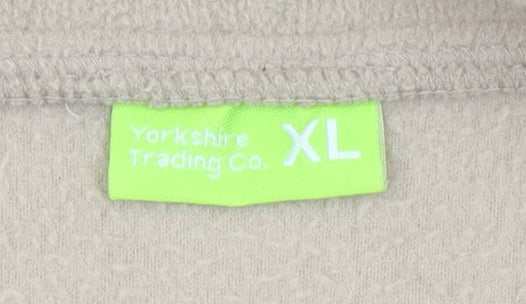 Yorkshire
Trading Co. XL